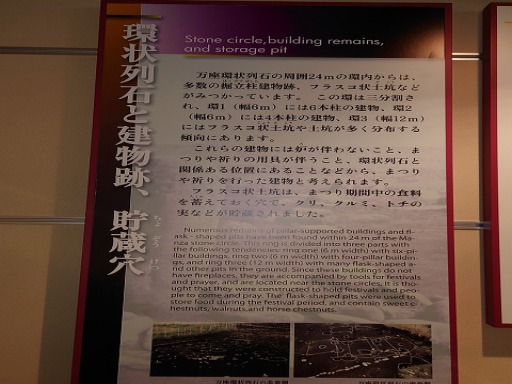 環状列石と建物跡、貯蔵穴
ちょ ぞう けつ
Stone circle,building remains,
and storage pit
万座環状列石の周囲24mの環内からは、
多数の掘立柱建物跡、フラスコ状土坑など
がみつかっています。 この環は三分割さ
れ、環1(幅6m)には6本柱の建物、環2
(幅6m)には4本柱の建物、環3(幅12m)
にはフラスコ状土坑や土坑が多く分布する
傾向にあります。
これらの建物には炉が伴わないこと、ま
つりや祈りの用具が伴うこと、環状列石と
関係ある位置にあることなどから、まつり
や祈りを行った建物と考えられます。
フラスコ状土坑は、まつり期間中の食料
を蓄えておく穴で、クリ、クルミ、トチの
実などが貯蔵されました。
Numerous remains of pillar-supported buildings and fl-
ask - shaped pits have been found within 24 m of the Ma-
nza stone circle. This ring is divided into three parts with
the following tendencies: ring one (6 m width) with six-pi-
llar buildings, ring two (6 m width) with four-pillar buildin-
gs, and ring three (12 m width) with many flask-shaped a-
nd other pits in the ground. Since these buildings do not
have fireplaces, they are accompanied by tools for festivals
and prayer, and are located near the stone circles, It is tho-
ught that they were constructed to hold festivals and peo-
ple to come and pray. The flask-shaped pits were used to
store food during the festival period, and contain sweet c-
hestnuts, walnuts,and horse chestnuts.